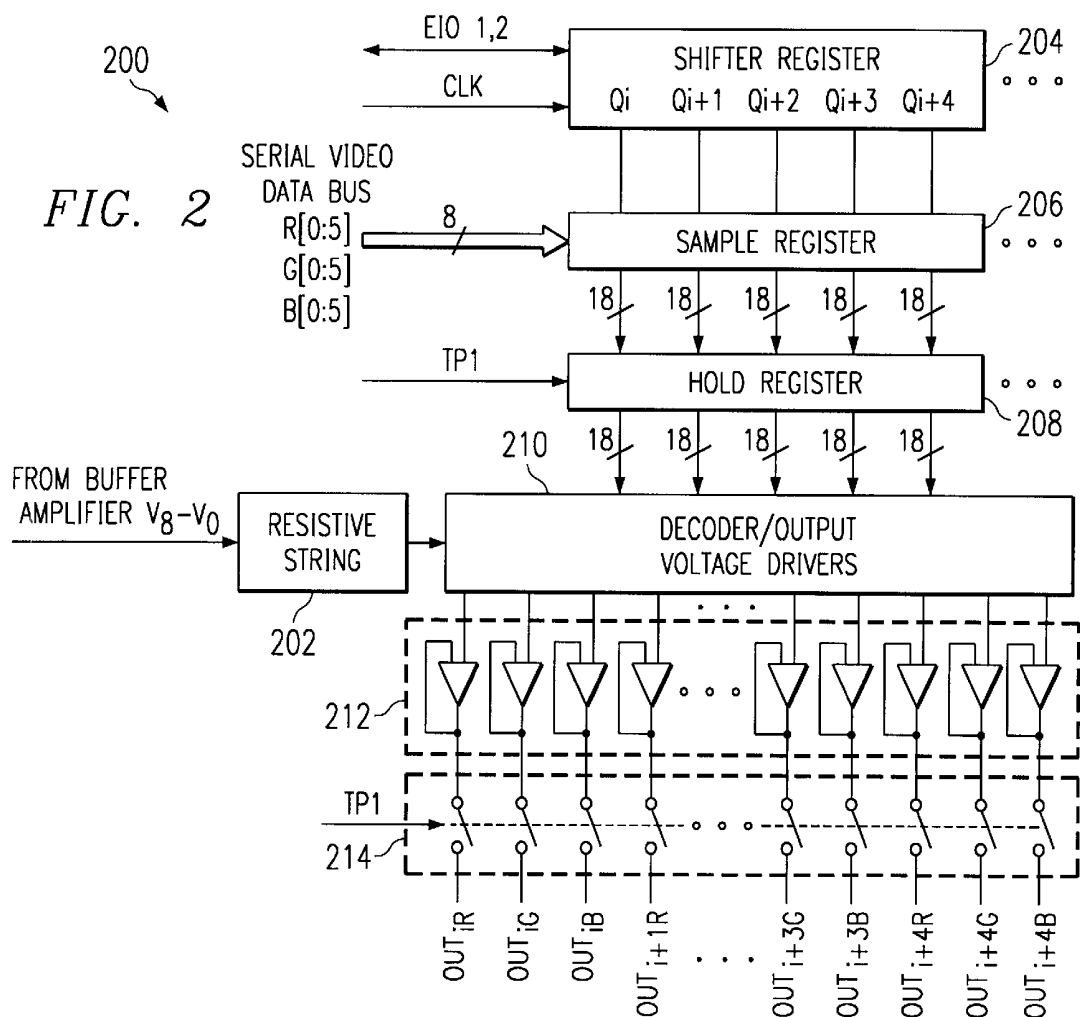 200
FIG. 2
EIO 1,2
CLK
SHIFTER REGISTER
Qi Qi+1 Qi+2 Qi+3 Qi+4
204
SERIAL VIDEO
DATA BUS
R[0:5]
G[0:5]
B[0:5]
8
SAMPLE REGISTER
206
18 18 18 18 18
TP1
HOLD REGISTER
208
18 18 18 18 18
210
FROM BUFFER
AMPLIFIER V8-V0
RESISTIVE
STRING
202
DECODER/OUTPUT
VOLTAGE DRIVERS
212
TP1
214
OUTiR OUTiG OUTiB OUTi+1R OUTi+3G OUTi+3B OUTi+4R OUTi+4G OUTi+4B